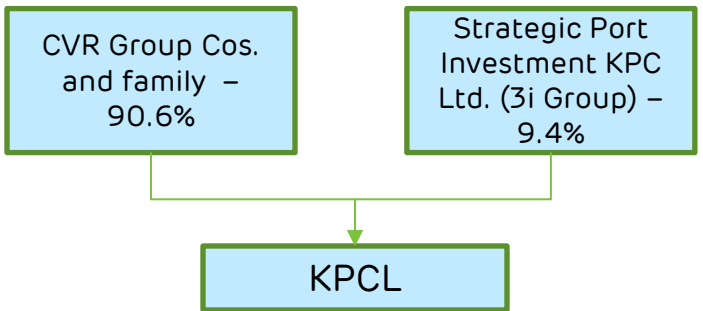 CVR Group Cos.
and family –
90.6%
Strategic Port
Investment KPC
Ltd. (3i Group) –
9.4%
KPCL